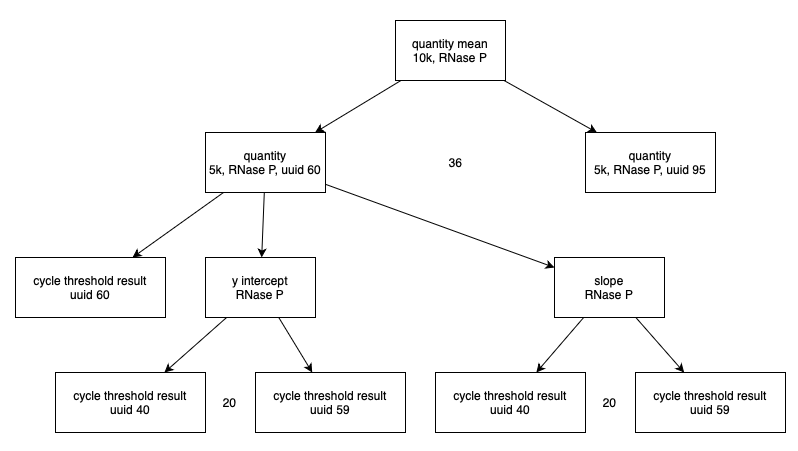 quantity mean
10k, RNase P
quantity
5k, RNase P, uuid 60
36
quantity
5k, RNase P, uuid 95
cycle threshold result
uuid 60
y intercept
RNase P
slope
RNase P
cycle threshold result
uuid 40
20
cycle threshold result
uuid 59
cycle threshold result
uuid 40
20
cycle threshold result
uuid 59